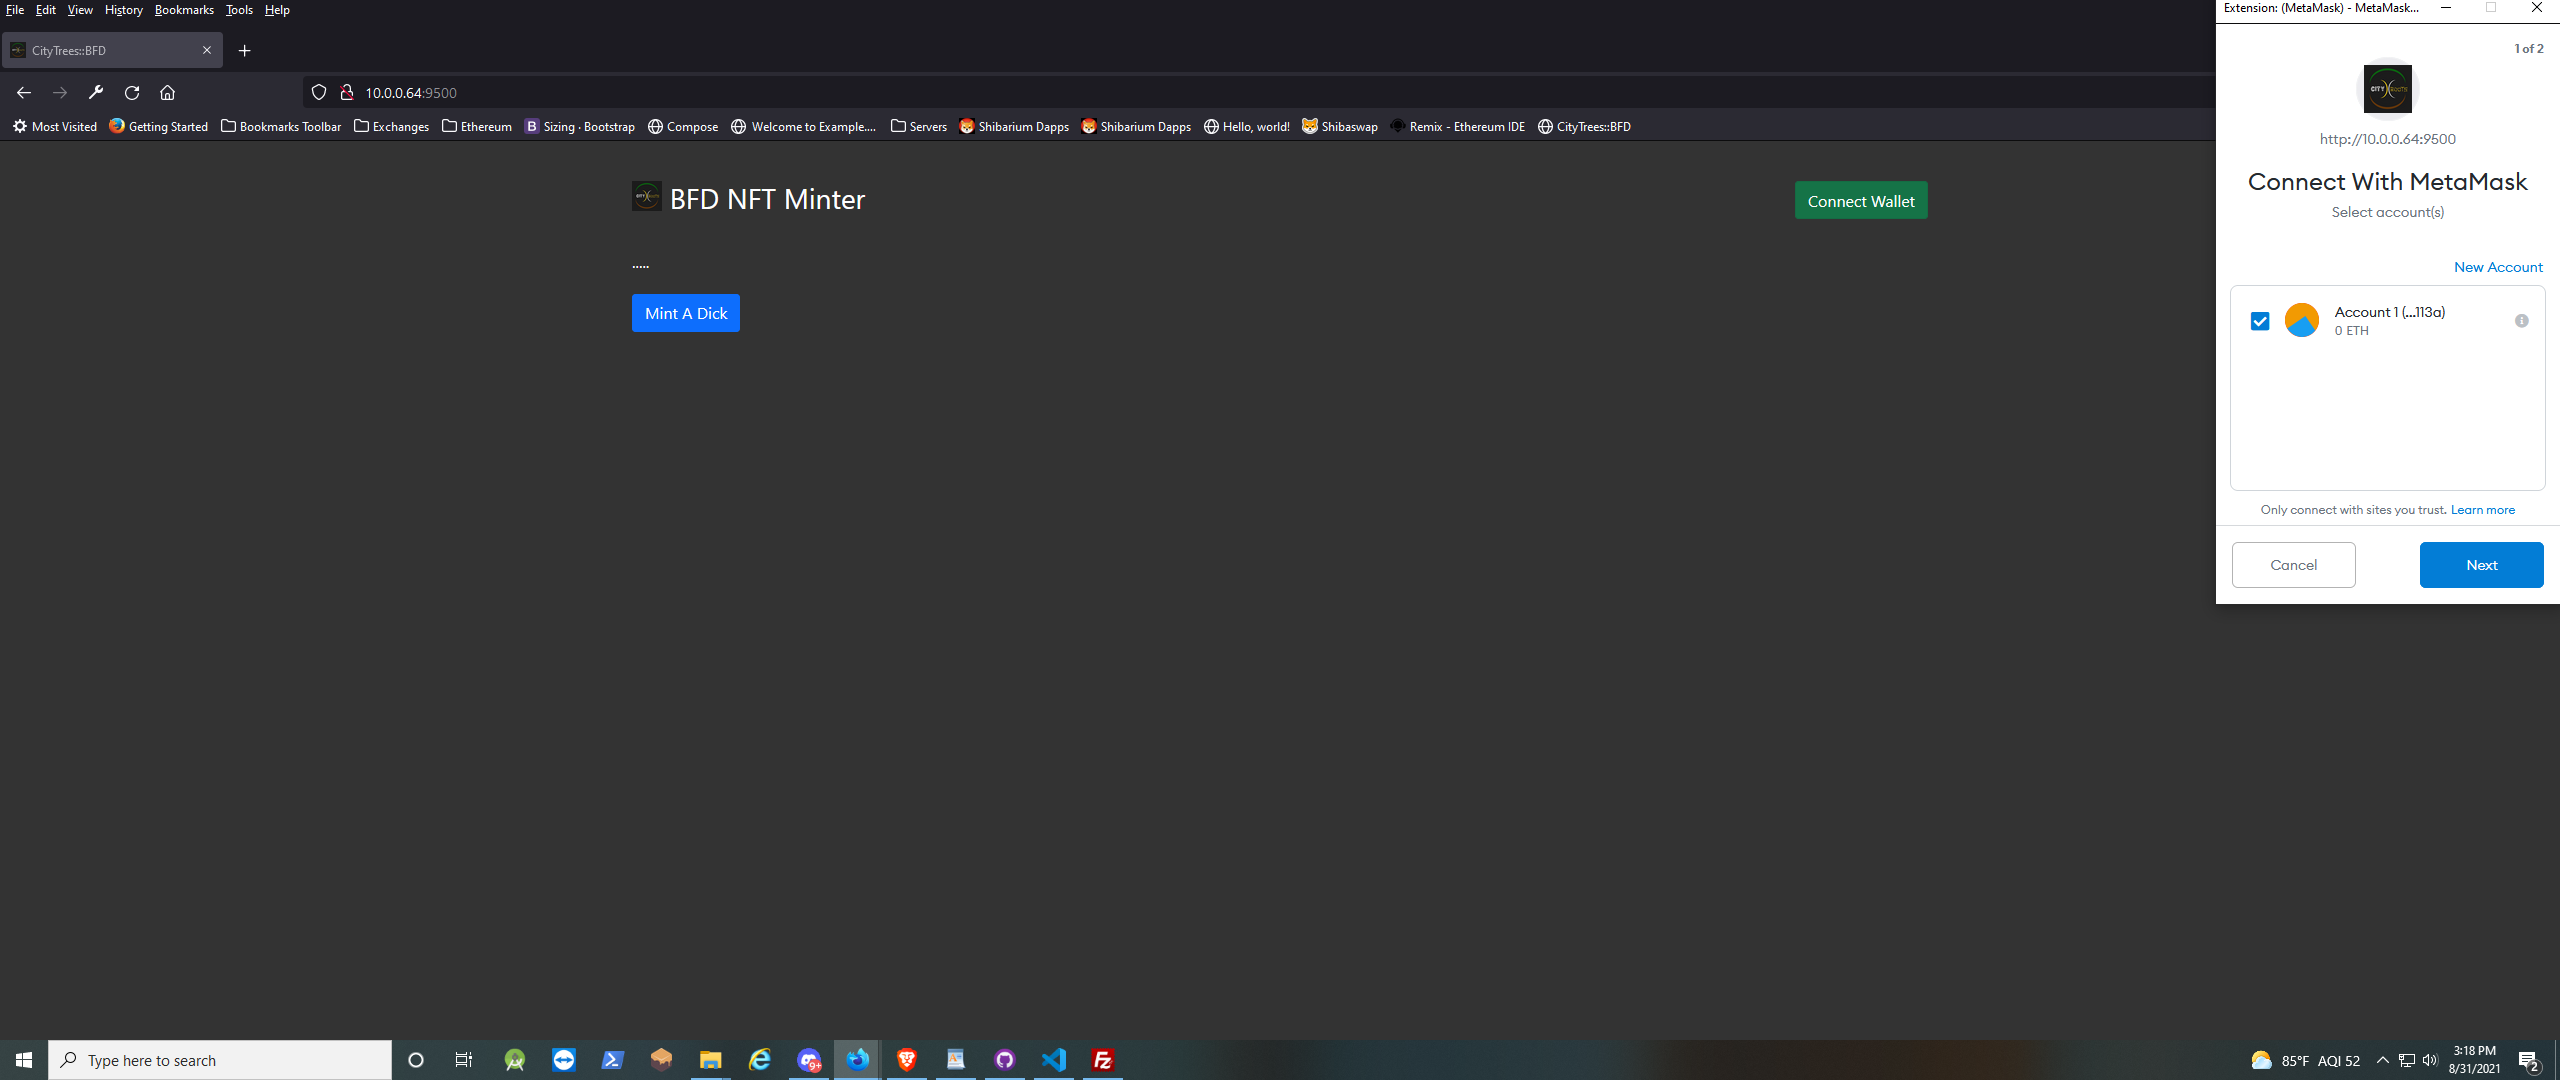 File Edit View History Bookmarks Tools Help
CityTrees::BFD
10.0.0.64:9500
Most Visited Getting Started Bookmarks Toolbar Exchanges Ethereum B Sizing · Bootstrap Compose Welcome to Example.... Servers Shibarium Dapps Shibarium Dapps Hello, world! Shibaswap Remix - Ethereum IDE CityTrees::BFD
BFD NFT Minter
Connect Wallet
.....
Mint A Dick
Extension: (MetaMask) - MetaMask...
1 of 2
CITY
http://10.0.0.64:9500
Connect With MetaMask
Select account(s)
New Account
Account 1 (...113a)
0 ETH
Only connect with sites you trust. Learn more
Cancel Next
Type here to search
9+
Fz
85°F AQI 52
3:18 PM
8/31/2021
2